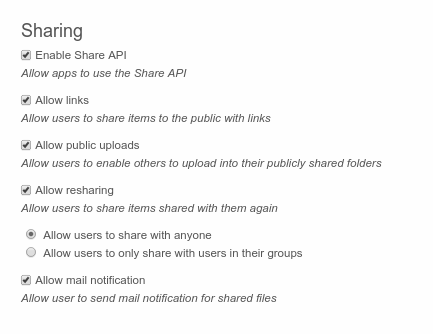 Sharing
Enable Share API
Allow apps to use the Share API
Allow links
Allow users to share items to the public with links
Allow public uploads
Allow users to enable others to upload into their publicly shared folders
Allow resharing
Allow users to share items shared with them again
Allow users to share with anyone
Allow users to only share with users in their groups
Allow mail notification
Allow user to send mail notification for shared files